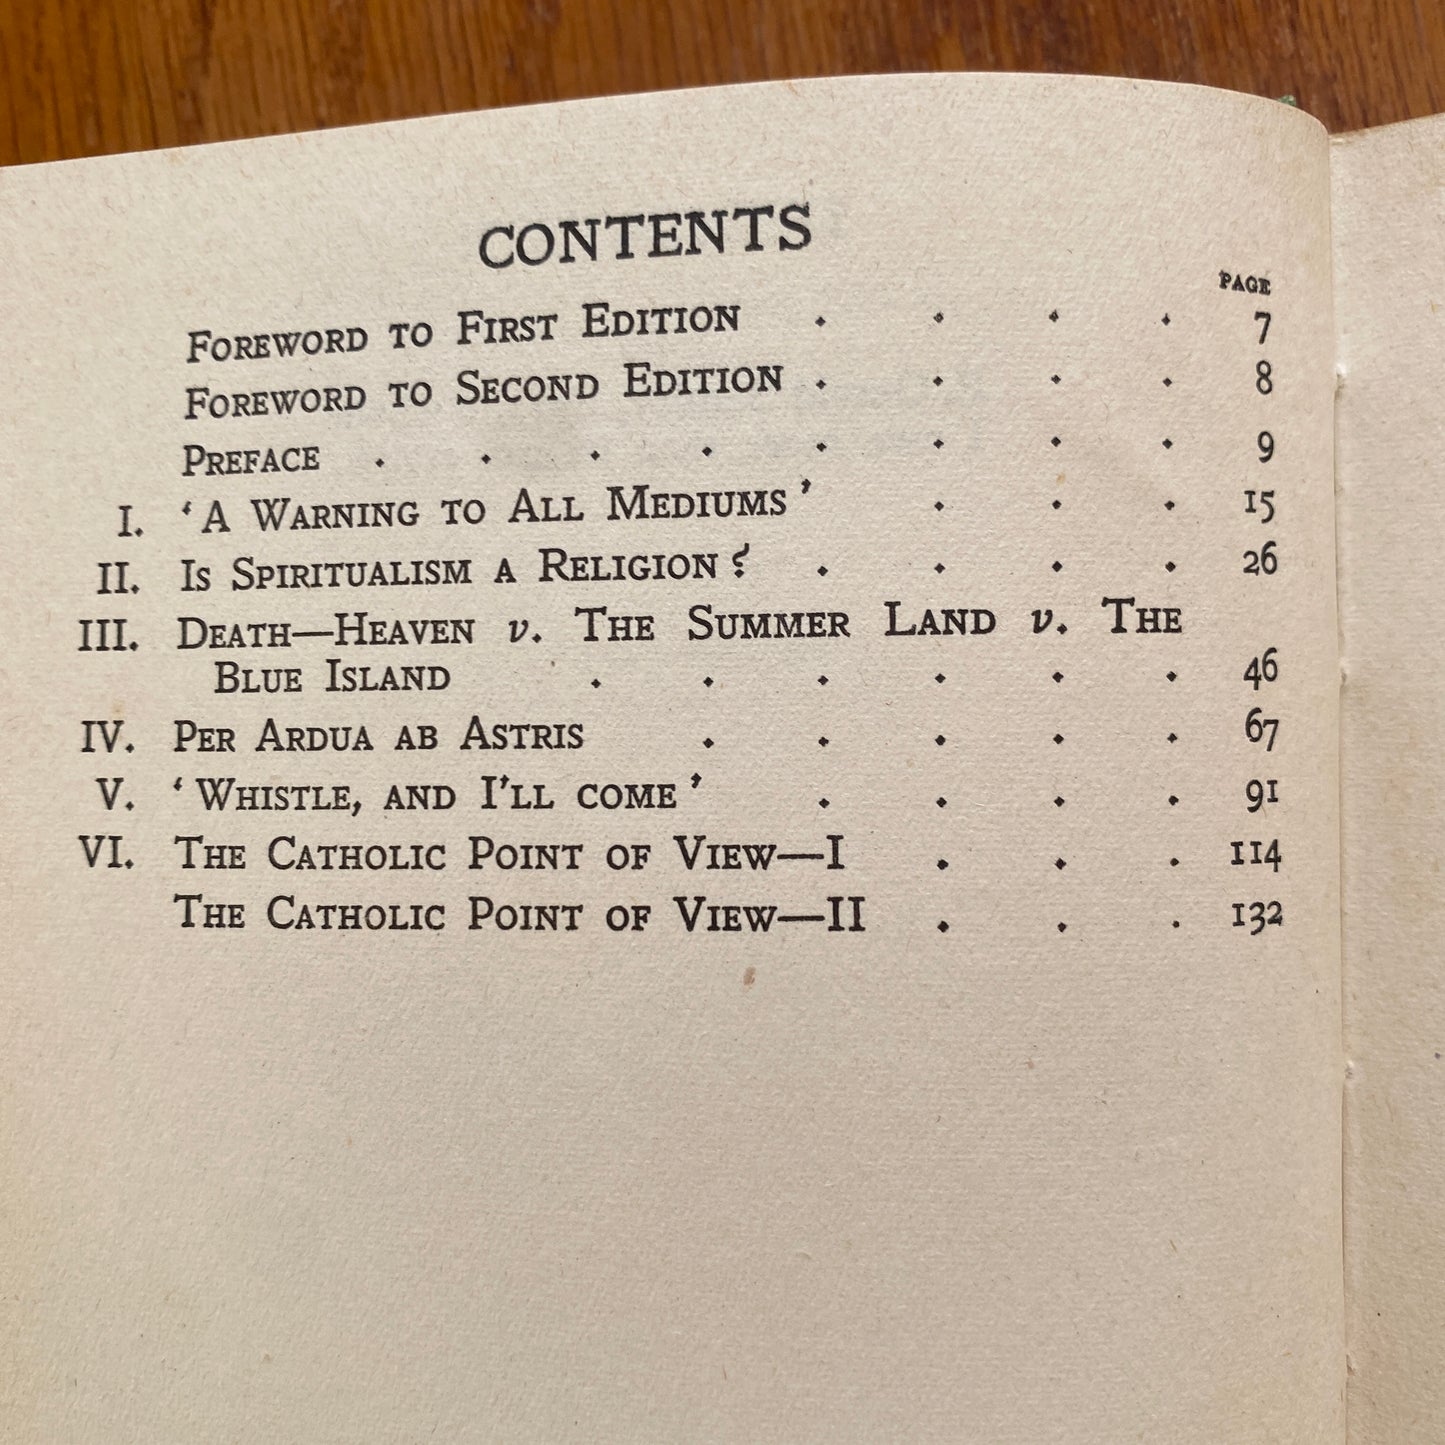 CONTENTS
PAGE
FOREWORD TO FIRST EDITION . . . . 7
FOREWORD TO SECOND EDITION . . . . 8
PREFACE . . . . . . . . 9
I. ‘A WARNING TO ALL MEDIUMS’ . . . 15
II. IS SPIRITUALISM A RELIGION? . . . . 26
III. DEATH—HEAVEN v. THE SUMMER LAND v. THE
BLUE ISLAND . . . . . . 46
IV. PER ARDUA AB ASTRIS . . . . . 67
V. ‘WHISTLE, AND I’LL COME’ . . . . 91
VI. THE CATHOLIC POINT OF VIEW—I . . . 114
THE CATHOLIC POINT OF VIEW—II . . . 132